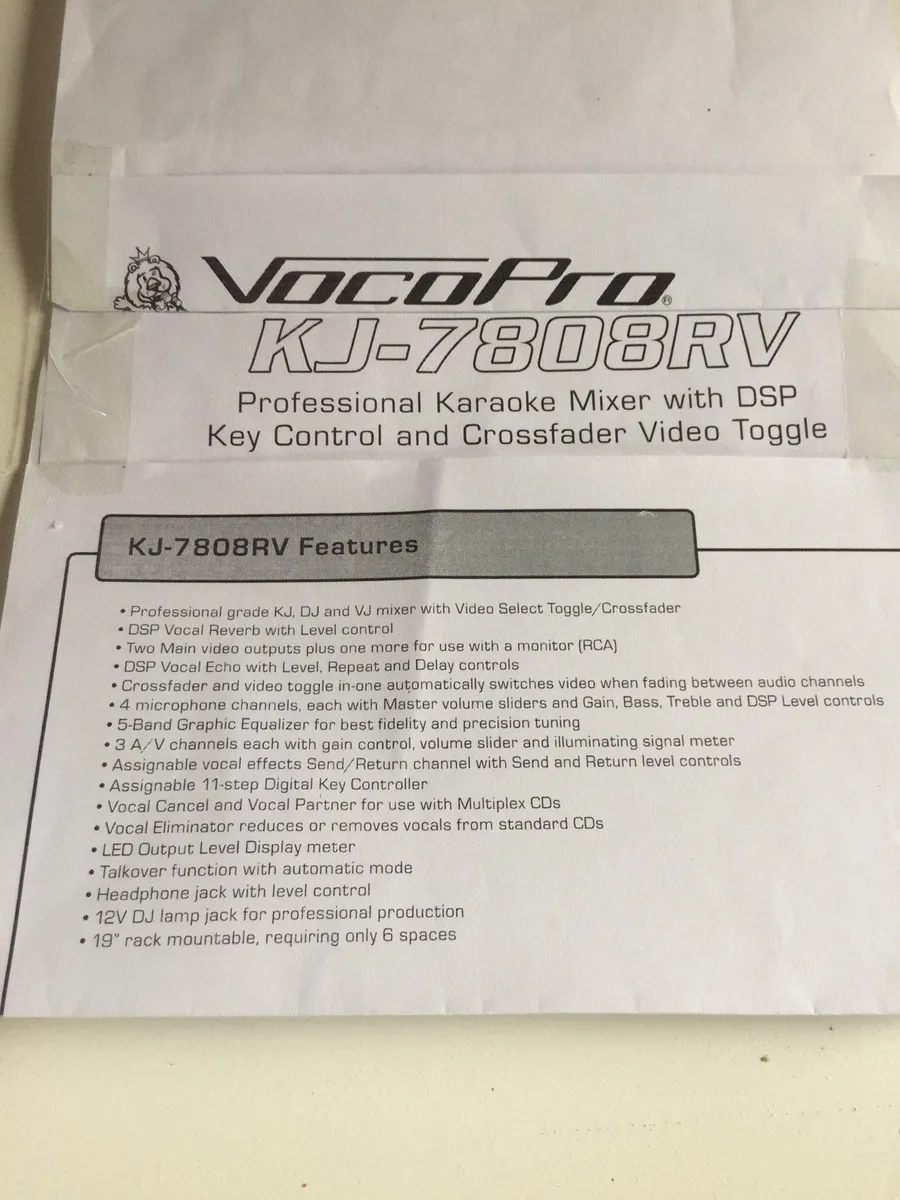 VocoPro®
KJ-7808RV
Professional Karaoke Mixer with DSP
Key Control and Crossfader Video Toggle
KJ-7808RV Features
• Professional grade KJ, DJ and VJ mixer with Video Select Toggle/Crossfader
• DSP Vocal Reverb with Level control
• Two Main video outputs plus one more for use with a monitor (RCA)
• DSP Vocal Echo with Level, Repeat and Delay controls
• Crossfader and video toggle in-one automatically switches video when fading between audio channels
• 4 microphone channels, each with Master volume sliders and Gain, Bass, Treble and DSP Level controls
• 5-Band Graphic Equalizer for best fidelity and precision tuning
• 3 A/V channels each with gain control, volume slider and illuminating signal meter
• Assignable vocal effects Send/Return channel with Send and Return level controls
• Assignable 11-step Digital Key Controller
• Vocal Cancel and Vocal Partner for use with Multiplex CDs
• Vocal Eliminator reduces or removes vocals from standard CDs
• LED Output Level Display meter
• Talkover function with automatic mode
• Headphone jack with level control
• 12V DJ lamp jack for professional production
• 19" rack mountable, requiring only 6 spaces